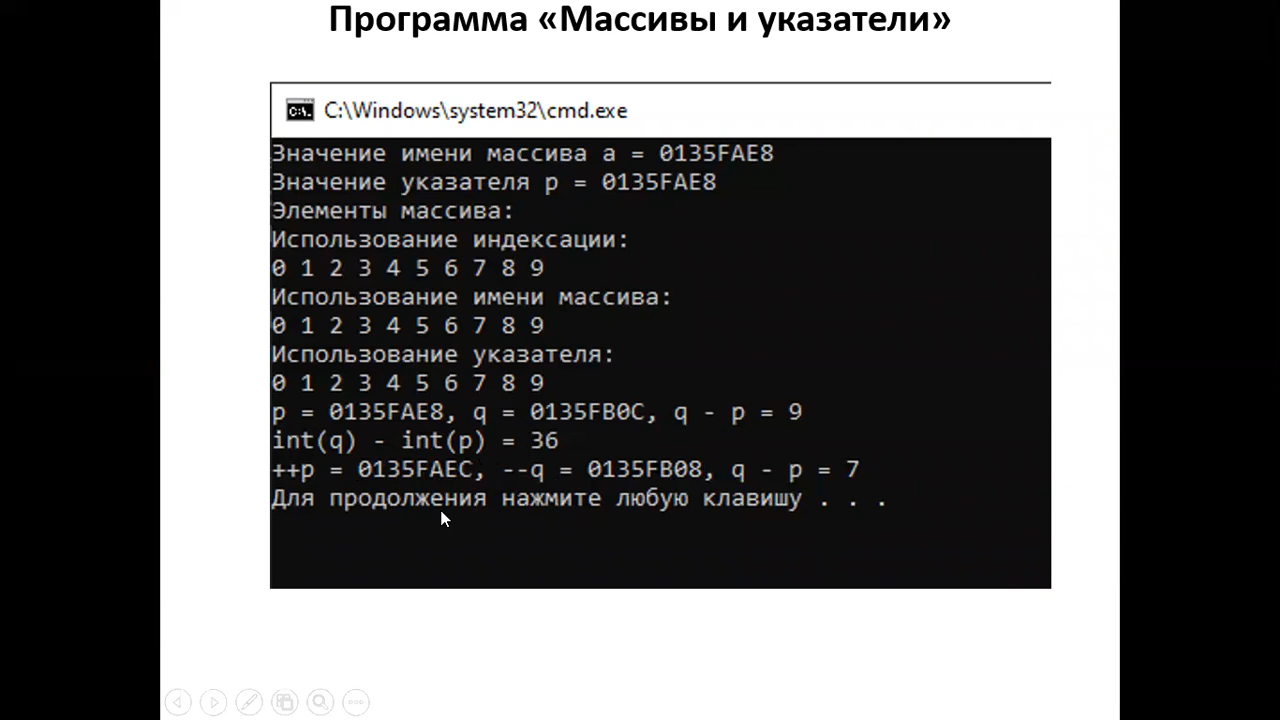 Программа «Массивы и указатели»
C:\Windows\system32\cmd.exe
Значение имени массива a = 0135FAE8
Значение указателя p = 0135FAE8
Элементы массива:
Использование индексации:
0 1 2 3 4 5 6 7 8 9
Использование имени массива:
0 1 2 3 4 5 6 7 8 9
Использование указателя:
0 1 2 3 4 5 6 7 8 9
p = 0135FAE8, q = 0135FB0C, q - p = 9
int(q) - int(p) = 36
++p = 0135FAEC, --q = 0135FB08, q - p = 7
Для продолжения нажмите любую клавишу . . .